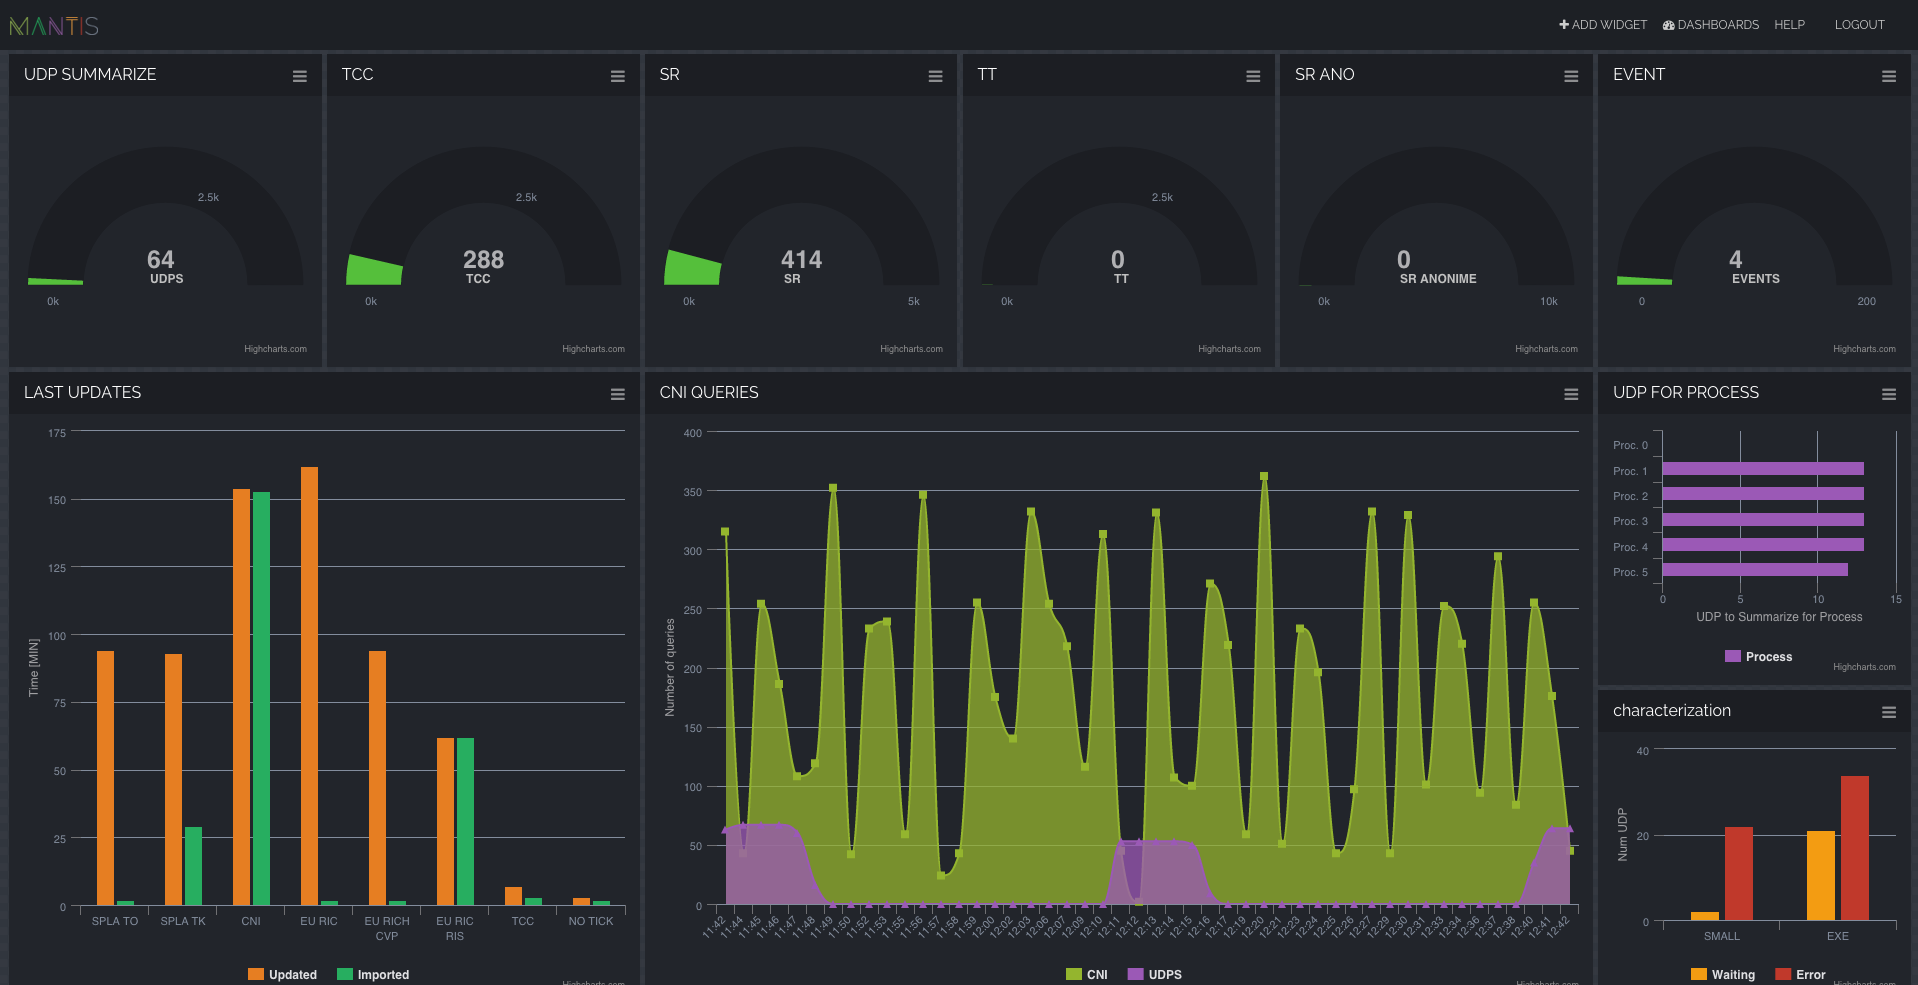 MANTIS
ADD WIDGET DASHBOARDS HELP LOGOUT
UDP SUMMARIZE
2.5k
64
UDPS
0k
Highcharts.com
TCC
2.5k
288
TCC
0k
Highcharts.com
SR
414
SR
0k 5k
Highcharts.com
TT
2.5k
0
TT
0k
Highcharts.com
SR ANO
0
SR ANONIME
0k 10k
Highcharts.com
EVENT
4
EVENTS
0 200
Highcharts.com
LAST UPDATES
Time [MIN]
175
150
125
100
75
50
25
0
SPLA TO SPLA TK CNI EU RIC EU RICH CVP EU RIC RIS TCC NO TICK
Updated Imported
Highcharts.com
CNI QUERIES
Number of queries
400
350
300
250
200
150
100
50
0
11:42 11:44 11:45 11:46 11:47 11:48 11:49 11:50 11:52 11:53 11:55 11:56 11:57 11:58 11:59 12:00 12:02 12:03 12:06 12:07 12:09 12:10 12:11 12:12 12:13 12:14 12:15 12:16 12:17 12:19 12:20 12:21 12:23 12:24 12:25 12:26 12:27 12:29 12:30 12:31 12:33 12:34 12:36 12:37 12:38 12:40 12:41 12:42
CNI UDPS
Highcharts.com
UDP FOR PROCESS
Proc. 0
Proc. 1
Proc. 2
Proc. 3
Proc. 4
Proc. 5
0 5 10 15
UDP to Summarize for Process
Process
Highcharts.com
characterization
Num UDP
40
20
0
SMALL EXE
Waiting Error
Highcharts.com